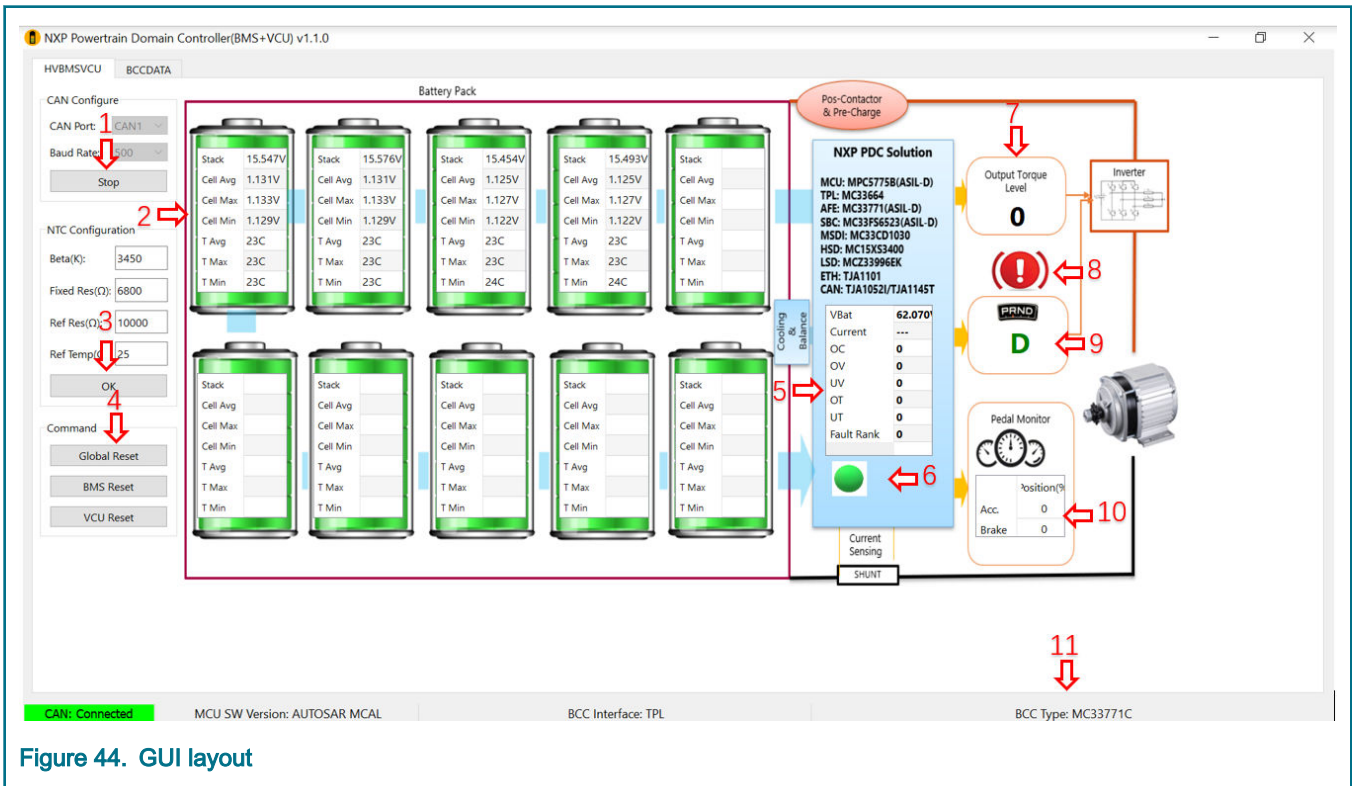 NXP Powertrain Domain Controller(BMS+VCU) v1.1.0
HVBMSVCU BCCDATA
CAN Configure
CAN Port: CAN1
1
Baud Rate: 500
Stop
2
NTC Configuration
Beta(K): 3450
Fixed Res(Ω): 6800
Ref Res(Ω): 10000
3
Ref Temp( 25
OK
4
Command
Global Reset
BMS Reset
VCU Reset
Battery Pack
Stack 15.547V Stack 15.576V Stack 15.454V Stack 15.493V Stack
Cell Avg 1.131V Cell Avg 1.131V Cell Avg 1.125V Cell Avg 1.125V Cell Avg
Cell Max 1.133V Cell Max 1.133V Cell Max 1.127V Cell Max 1.127V Cell Max
Cell Min 1.129V Cell Min 1.129V Cell Min 1.122V Cell Min 1.122V Cell Min
T Avg 23C T Avg 23C T Avg 23C T Avg 23C T Avg
T Max 23C T Max 23C T Max 23C T Max 23C T Max
T Min 23C T Min 23C T Min 24C T Min 24C T Min
Stack Stack Stack Stack Stack
Cell Avg Cell Avg Cell Avg Cell Avg Cell Avg
Cell Max Cell Max Cell Max Cell Max Cell Max
Cell Min Cell Min Cell Min Cell Min Cell Min
T Avg T Avg T Avg T Avg T Avg
T Max T Max T Max T Max T Max
T Min T Min T Min T Min T Min
Cooling
&
Balance
Pos-Contactor
& Pre-Charge
NXP PDC Solution
MCU: MPC5775B(ASIL-D)
TPL: MC33664
AFE: MC33771(ASIL-D)
SBC: MC33FS6523(ASIL-D)
MSDI: MC33CD1030
HSD: MC15XS3400
LSD: MCZ33996EK
ETH: TJA1101
CAN: TJA1052I/TJA1145T
VBat 62.070
Current ---
OC 0
OV 0
5
UV 0
OT 0
UT 0
Fault Rank 0
6
Current
Sensing
SHUNT
7
Output Torque
Level
0
Inverter
8
PRND
D
9
Pedal Monitor
Position(%
Acc. 0
10
Brake 0
11
CAN: Connected MCU SW Version: AUTOSAR MCAL BCC Interface: TPL BCC Type: MC33771C
Figure 44. GUI layout